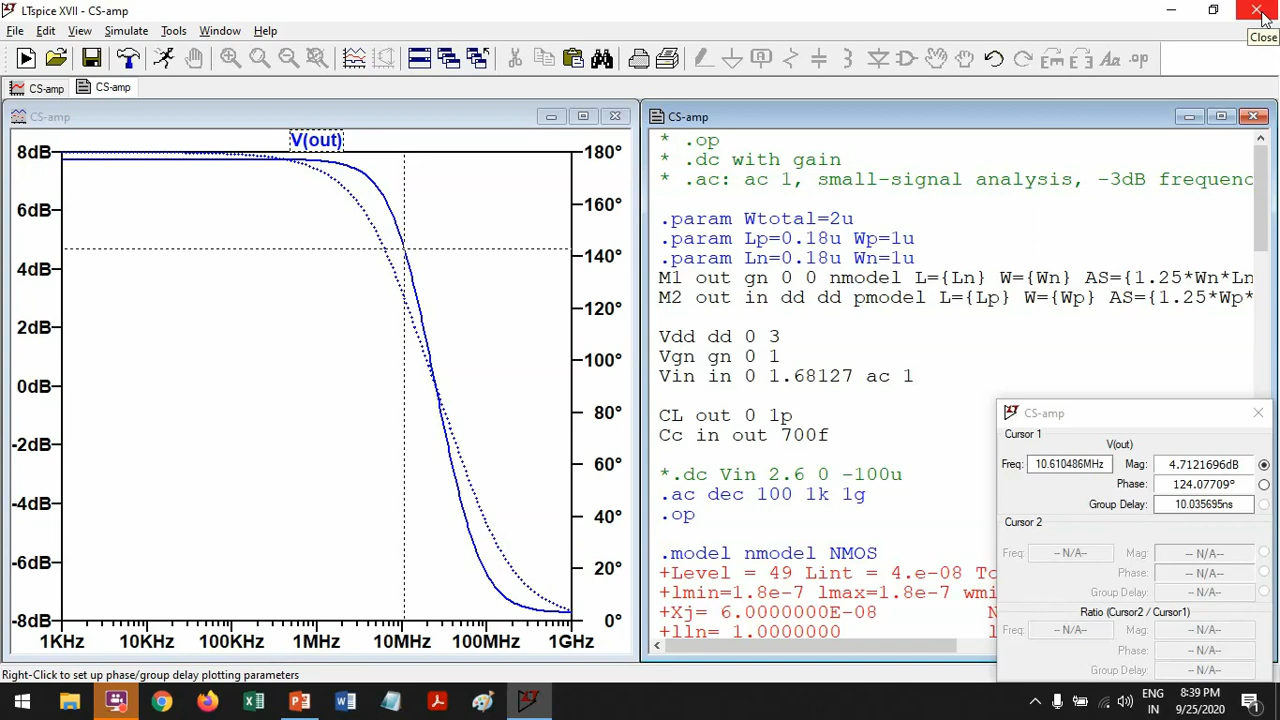 LTspice XVII - CS-amp
File Edit View Simulate Tools Window Help
Close
CS-amp CS-amp
CS-amp
V(out)
8dB
6dB
4dB
2dB
0dB
-2dB
-4dB
-6dB
-8dB
180°
160°
140°
120°
100°
80°
60°
40°
20°
0°
1KHz 10KHz 100KHz 1MHz 10MHz 100MHz 1GHz
CS-amp
* .op
* .dc with gain
* .ac: ac 1, small-signal analysis, -3dB frequenc
.param Wtotal=2u
.param Lp=0.18u Wp=1u
.param Ln=0.18u Wn=1u
M1 out gn 0 0 nmodel L={Ln} W={Wn} AS={1.25*Wn*Ln
M2 out in dd dd pmodel L={Lp} W={Wp} AS={1.25*Wp*
Vdd dd 0 3
Vgn gn 0 1
Vin in 0 1.68127 ac 1
CL out 0 1p
Cc in out 700f
*.dc Vin 2.6 0 -100u
.ac dec 100 1k 1g
.op
.model nmodel NMOS
+Level = 49 Lint = 4.e-08 To
+lmin=1.8e-7 lmax=1.8e-7 wmi
+Xj= 6.0000000E-08 N
+lln= 1.0000000 l
CS-amp
Cursor 1
V(out)
Freq: 10.610486MHz Mag: 4.7121696dB
Phase: 124.07709°
Group Delay: 10.035695ns
Cursor 2
Freq: -- N/A-- Mag: -- N/A--
Phase: -- N/A--
Group Delay: -- N/A--
Ratio (Cursor2 / Cursor1)
Freq: -- N/A-- Mag: -- N/A--
Phase: -- N/A--
Group Delay: -- N/A--
Right-Click to set up phase/group delay plotting parameters
ENG
IN
8:39 PM
9/25/2020